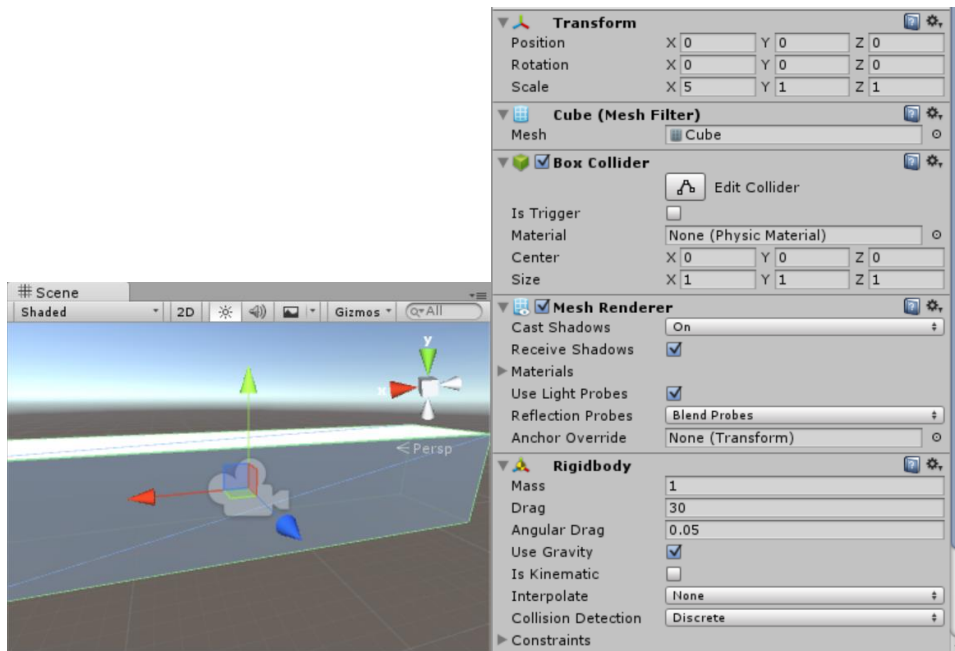 Transform
Position X 0 Y 0 Z 0
Rotation X 0 Y 0 Z 0
Scale X 5 Y 1 Z 1
Cube (Mesh Filter)
Mesh Cube
Box Collider
Edit Collider
Is Trigger
Material None (Physic Material)
Center X 0 Y 0 Z 0
Size X 1 Y 1 Z 1
Mesh Renderer
Cast Shadows On
Receive Shadows
Materials
Use Light Probes
Reflection Probes Blend Probes
Anchor Override None (Transform)
Rigidbody
Mass 1
Drag 30
Angular Drag 0.05
Use Gravity
Is Kinematic
Interpolate None
Collision Detection Discrete
Constraints
Scene
Shaded 2D Gizmos All
y
x
Persp